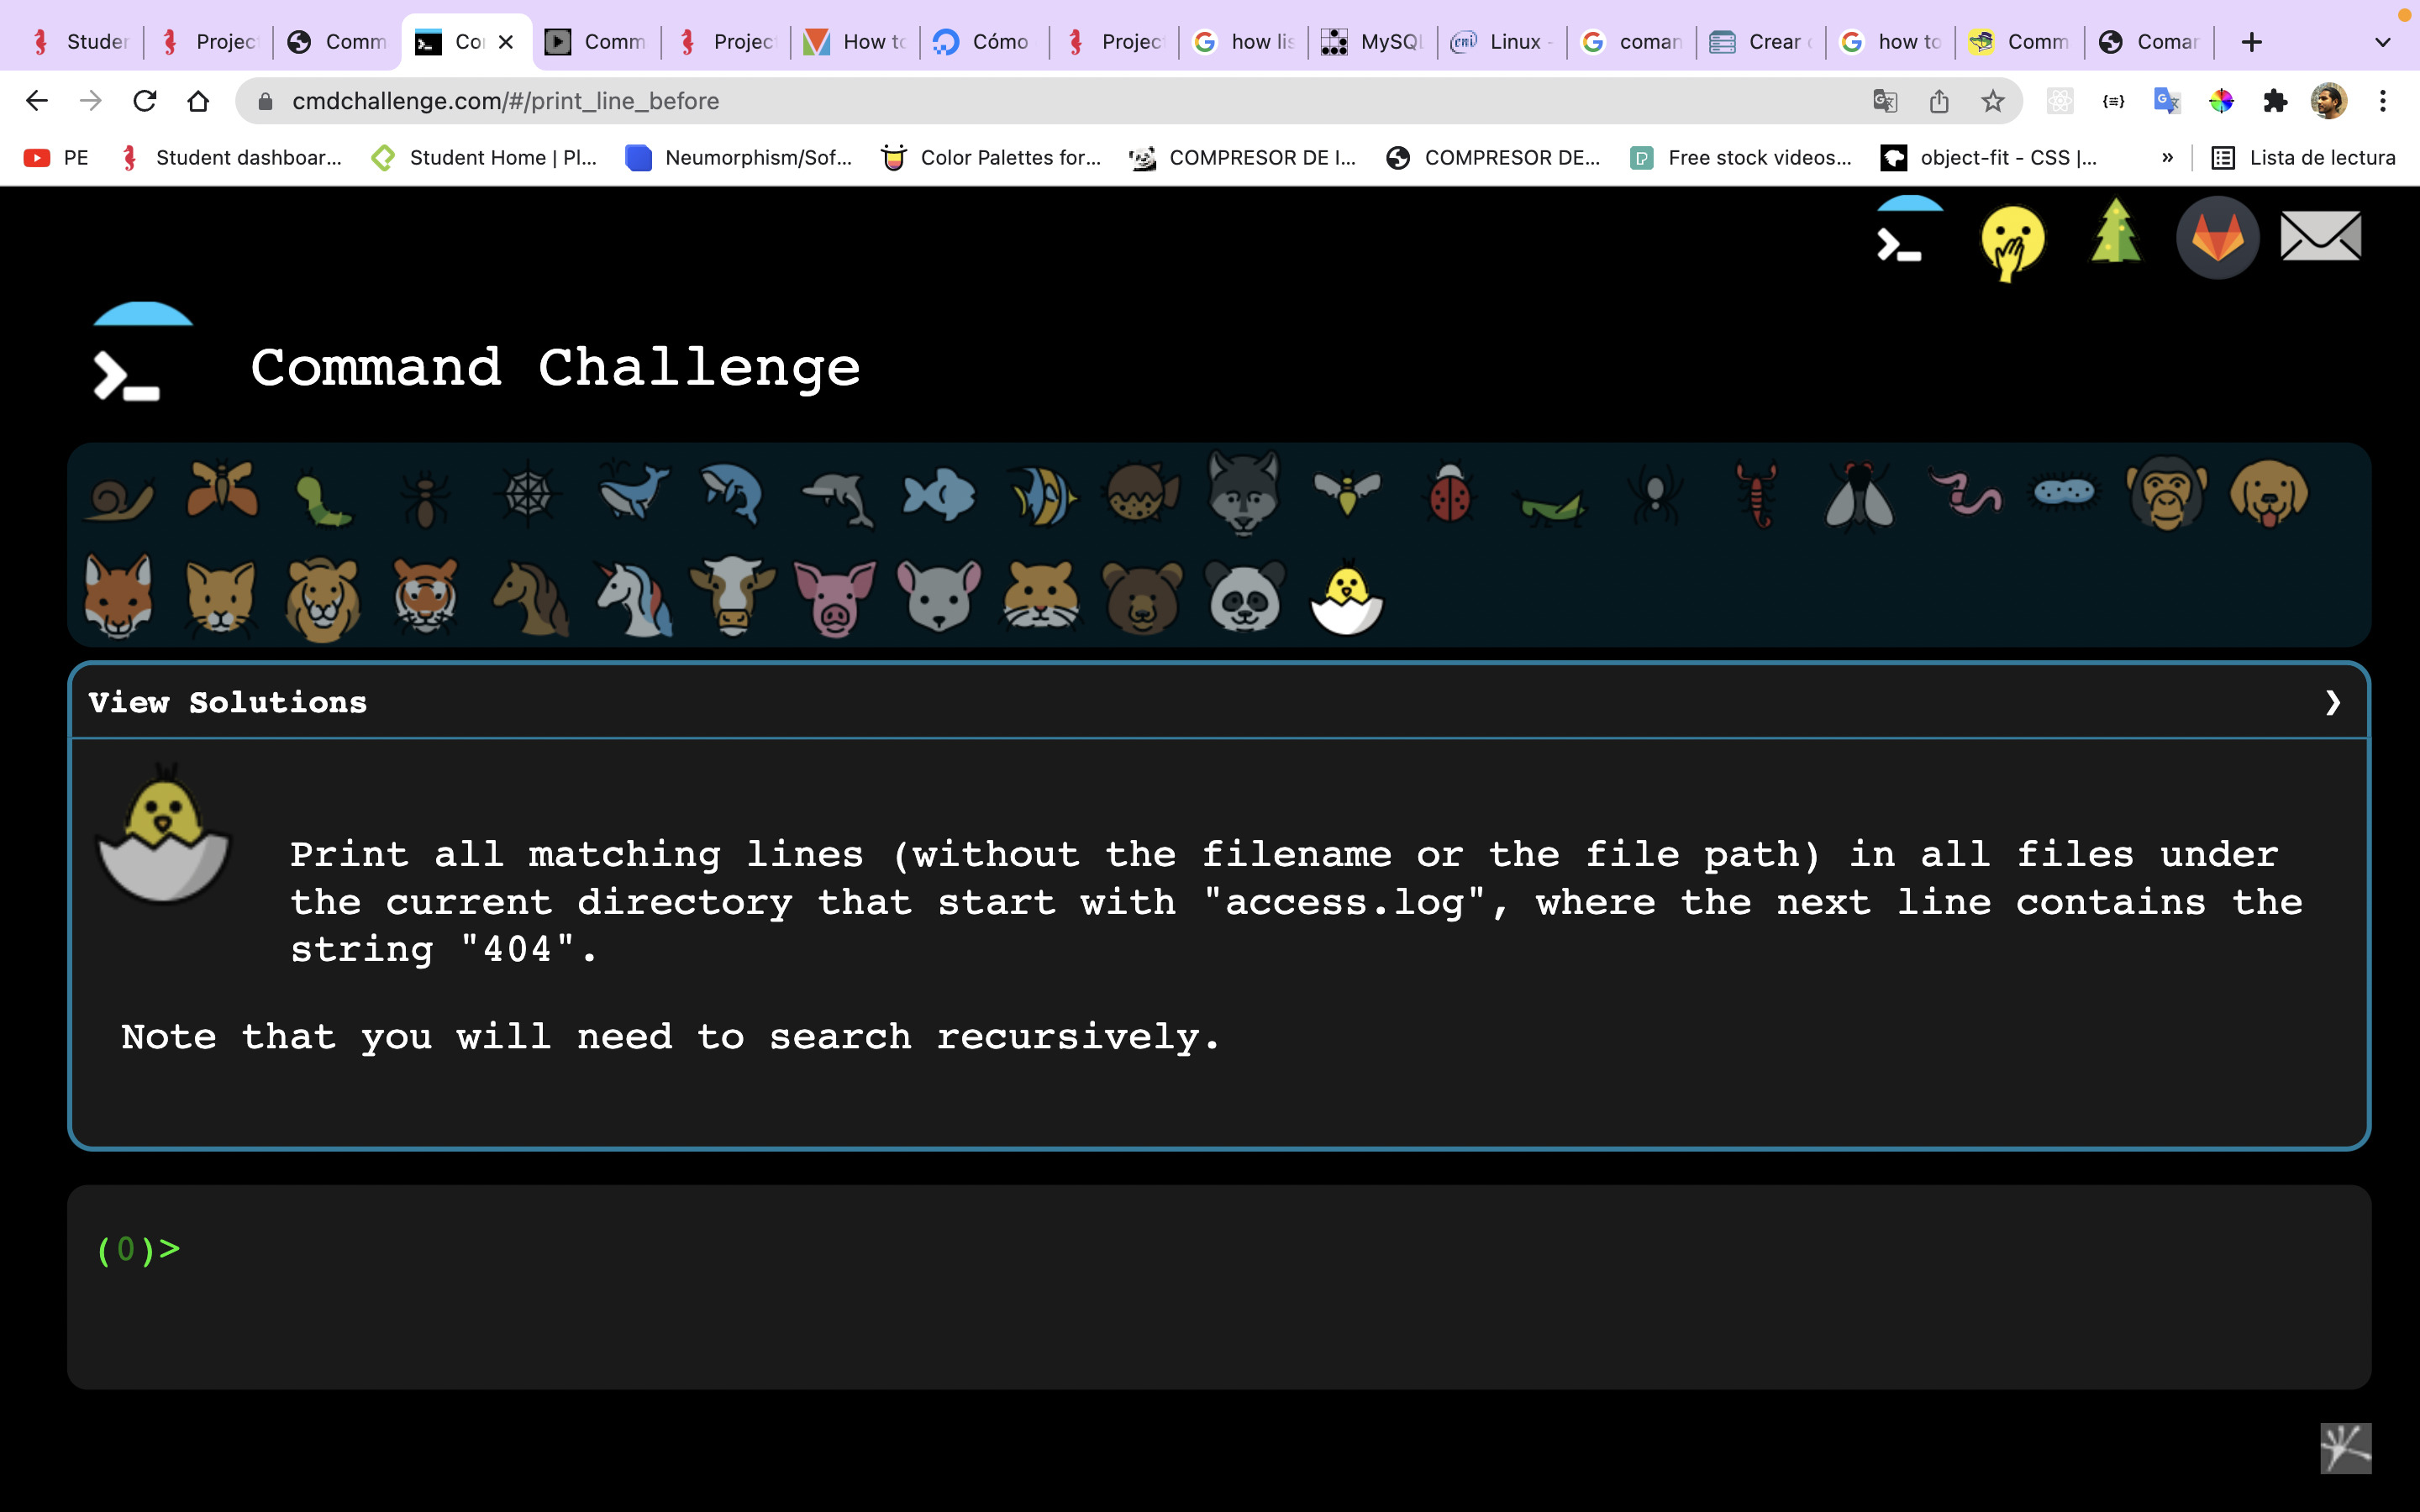 Studer Projec Comm Co Comm Projec How to Cómo Projec how lis MySQL Linux - coman Crear how to Comm Comar
cmdchallenge.com/#/print_line_before
PE Student dashboar... Student Home | Pl... Neumorphism/Sof... Color Palettes for... COMPRESOR DE I... COMPRESOR DE... Free stock videos... object-fit - CSS |... » Lista de lectura
Command Challenge
View Solutions
Print all matching lines (without the filename or the file path) in all files under
the current directory that start with "access.log", where the next line contains the
string "404".
Note that you will need to search recursively.
(0)>